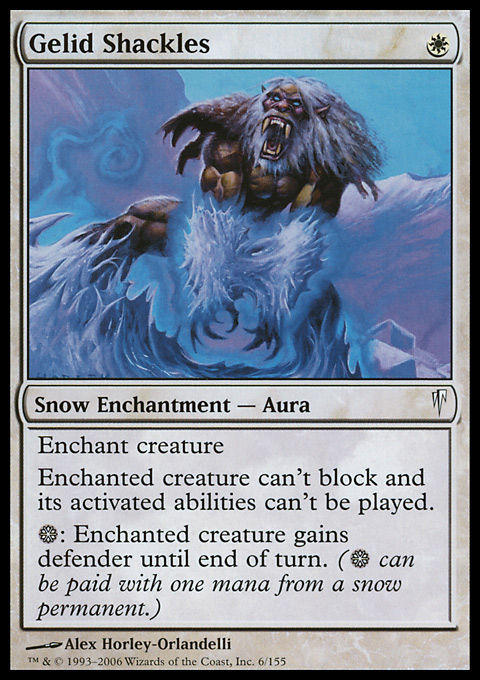 Gelid Shackles
Snow Enchantment — Aura
Enchant creature
Enchanted creature can't block and
its activated abilities can't be played.
: Enchanted creature gains
defender until end of turn. ( can
be paid with one mana from a snow
permanent.)
Alex Horley-Orlandelli
™ & © 1993–2006 Wizards of the Coast, Inc. 6/155